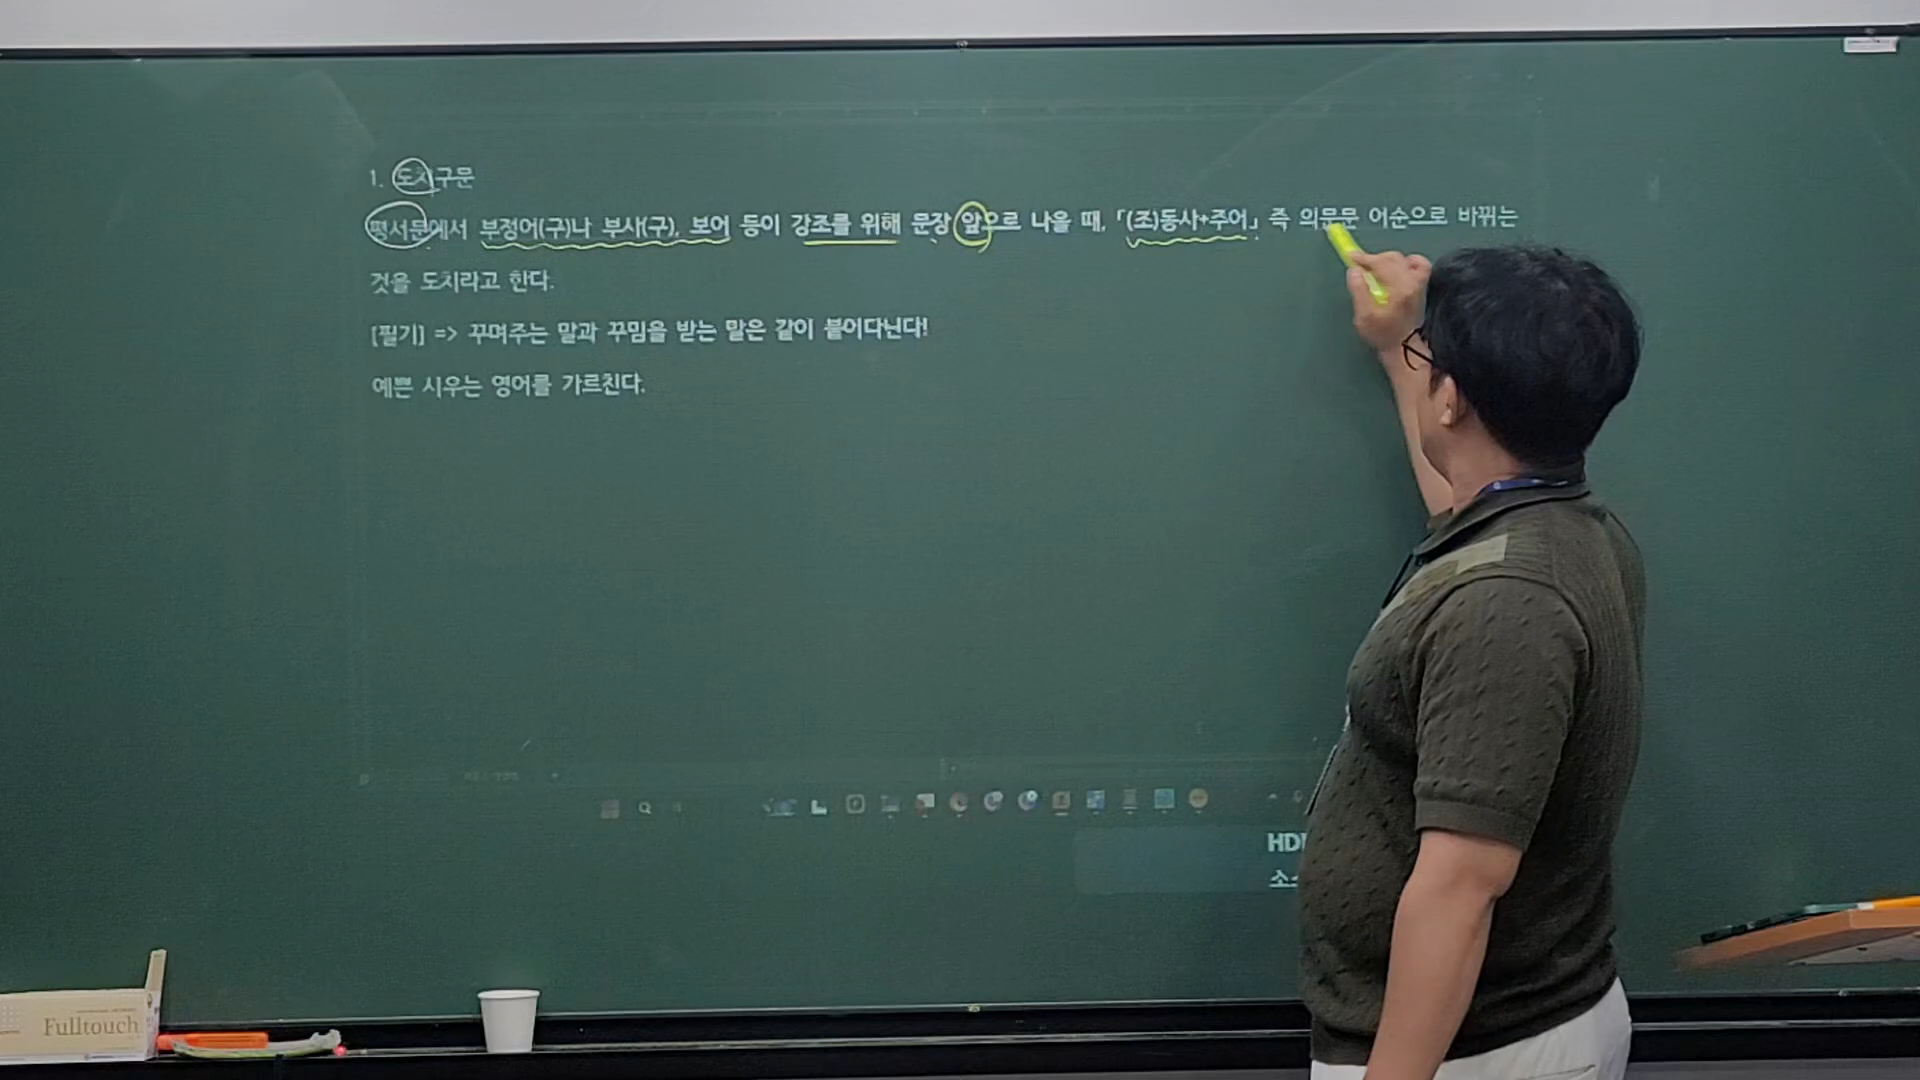 1. 도치구문
평서문에서 부정어(구)나 부사(구), 보어 등이 강조를 위해 문장 앞으로 나올 때, 「(조)동사+주어」 즉 의문문 어순으로 바뀌는
것을 도치라고 한다.
[필기] => 꾸며주는 말과 꾸밈을 받는 말은 같이 붙어다닌다!
예쁜 시우는 영어를 가르친다.
Fulltouch